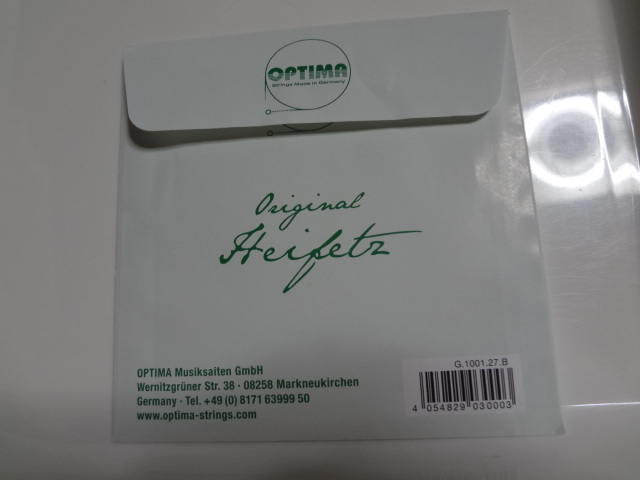 OPTIMA
Strings Made in Germany
Original
Heifetz
OPTIMA Musiksaiten GmbH
Wernitzgrüner Str. 38 · 08258 Markneukirchen
Germany · Tel. +49 (0) 8171 63999 50
www.optima-strings.com
G.1001.27.B
4 054829 030003